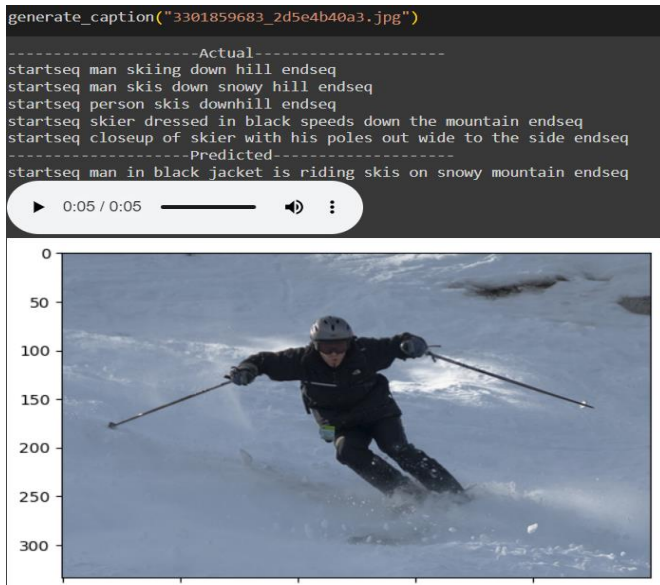 generate_caption("3301859683_2d5e4b40a3.jpg")
---------------------Actual---------------------
startseq man skiing down hill endseq
startseq man skis down snowy hill endseq
startseq person skis downhill endseq
startseq skier dressed in black speeds down the mountain endseq
startseq closeup of skier with his poles out wide to the side endseq
--------------------Predicted--------------------
startseq man in black jacket is riding skis on snowy mountain endseq
0:05 / 0:05
0
50
100
150
200
250
300